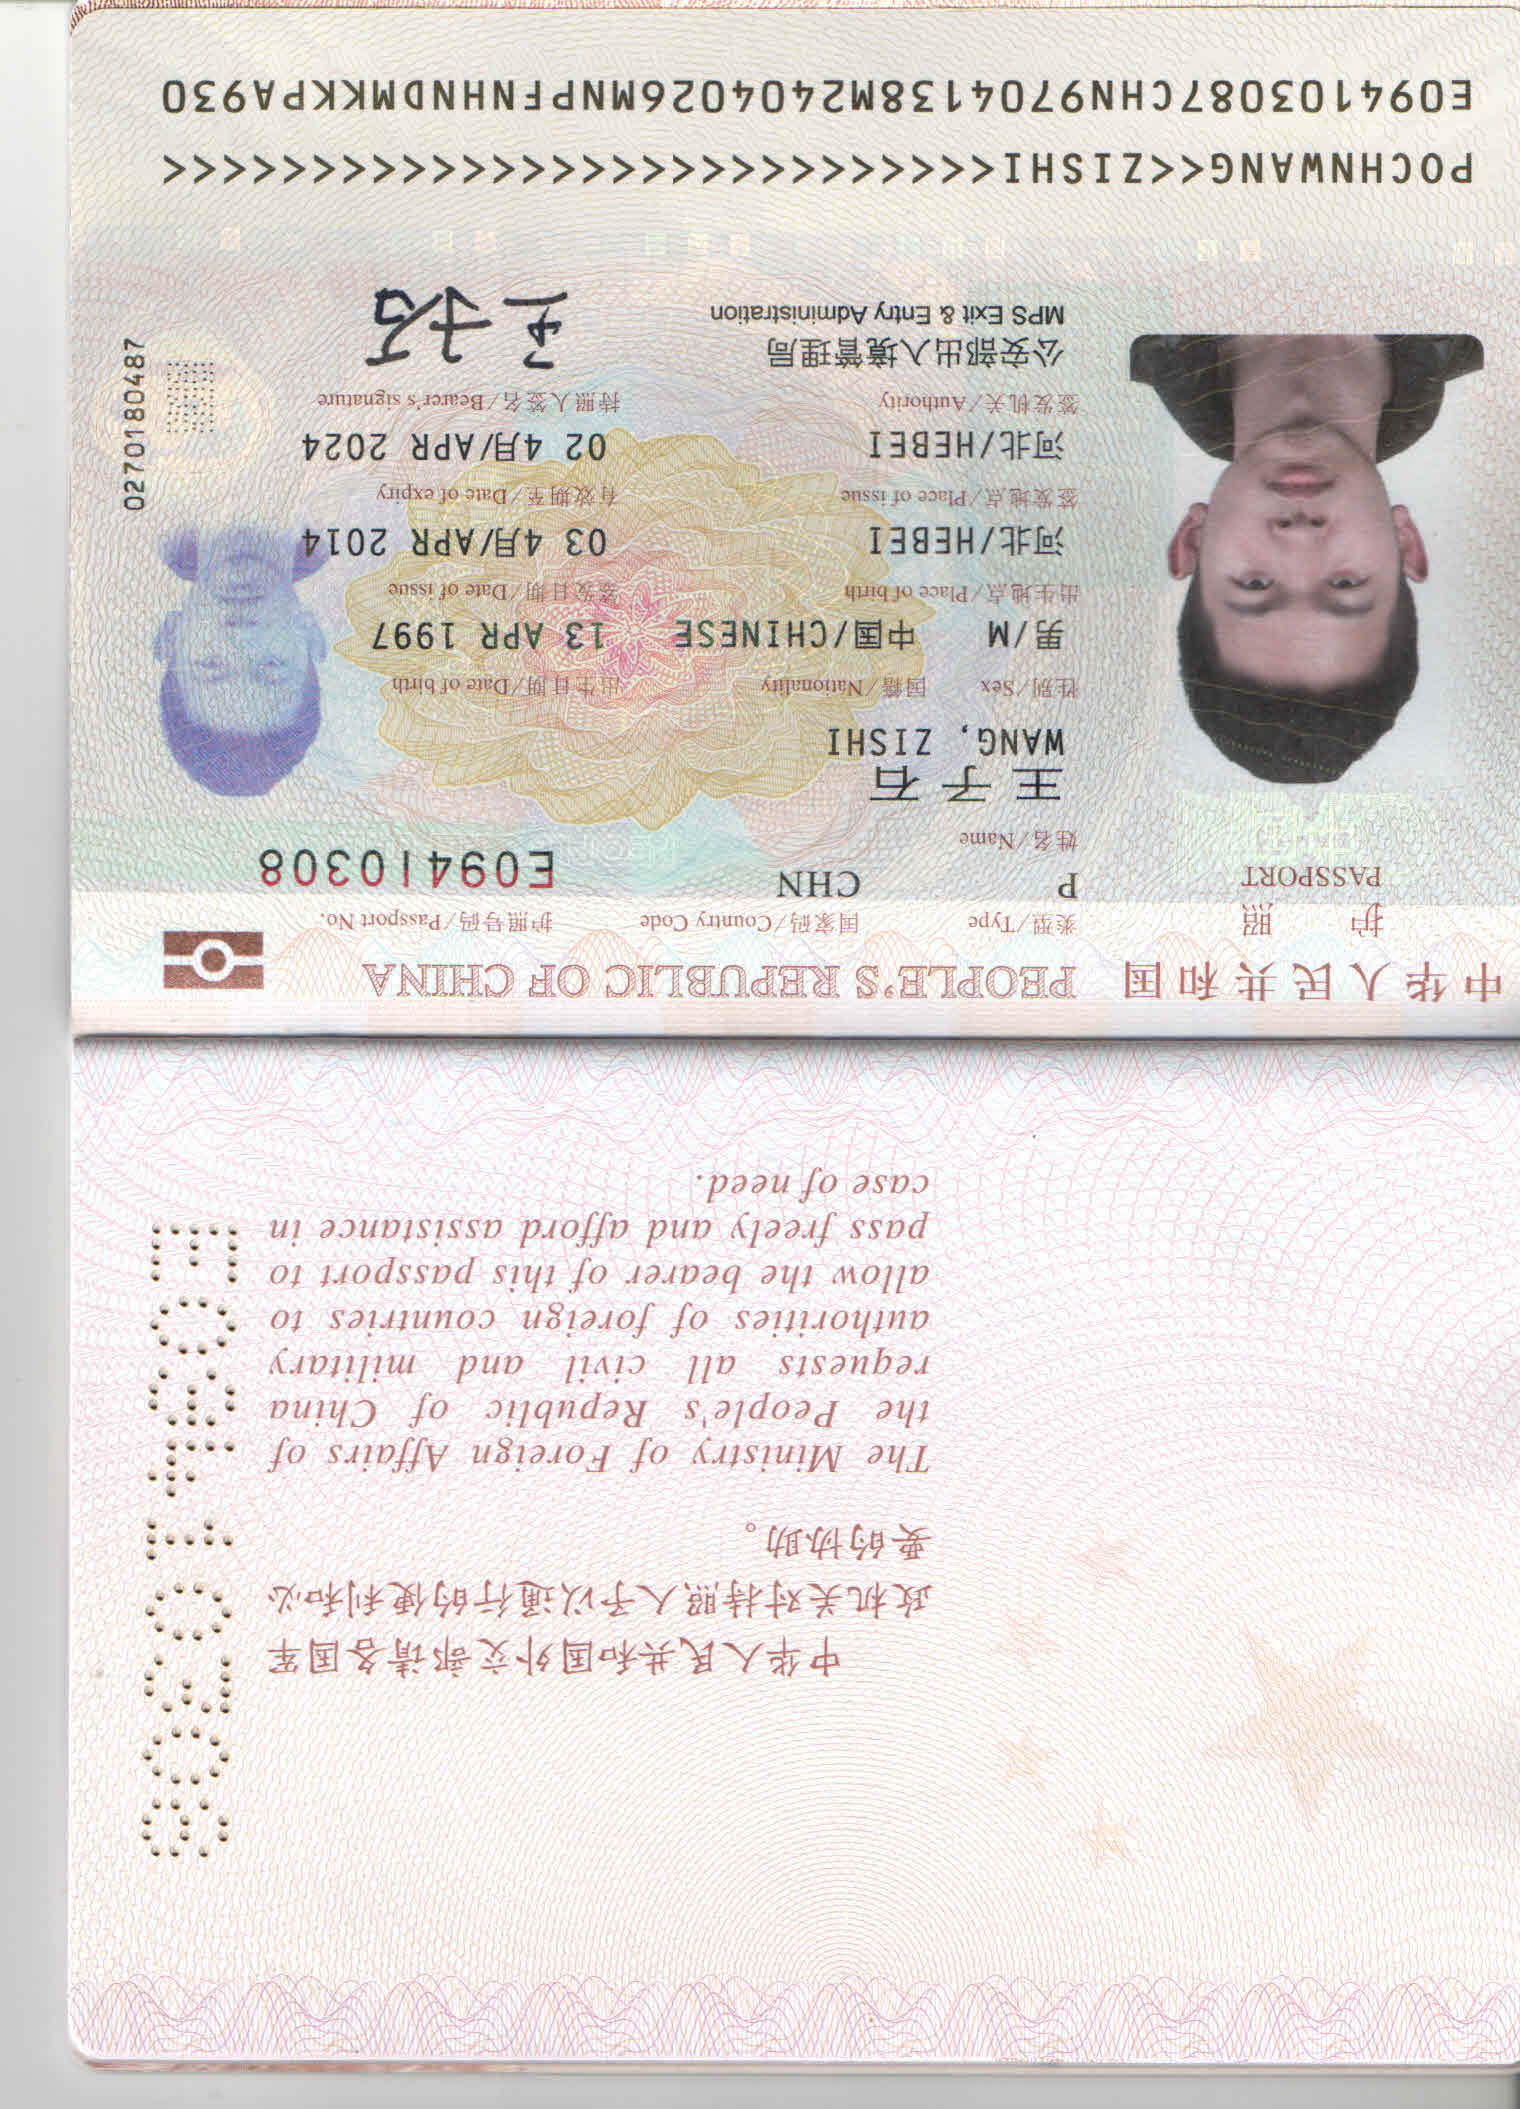 E09410308
中华人民共和国外交部请各国军
政机关对持照人予以通行的便利和必
要的协助。
The Ministry of Foreign Affairs of
the People's Republic of China
requests all civil and military
authorities of foreign countries to
allow the bearer of this passport to
pass freely and afford assistance in
case of need.
中华人民共和国 PEOPLE'S REPUBLIC OF CHINA
护 照
PASSPORT
类型/Type 国家码/Country Code 护照号码/Passport No.
P CHN E09410308
姓名/Name
王子石
WANG, ZISHI
性别/Sex 国籍/Nationality 出生日期/Date of birth
男/M 中国/CHINESE 13 APR 1997
出生地点/Place of birth 签发日期/Date of issue
河北/HEBEI 03 4月/APR 2014
签发地点/Place of issue 有效期至/Date of expiry
河北/HEBEI 02 4月/APR 2024
签发机关/Authority 持照人签名/Bearer's signature
公安部出入境管理局 王子石
MPS Exit & Entry Administration
0270180487
POCHNWANG<<ZISHI<<<<<<<<<<<<<<<<<<<<<<<<<<<<
E094103087CHN9704138M2404026MNPFNHNDMKKPA930